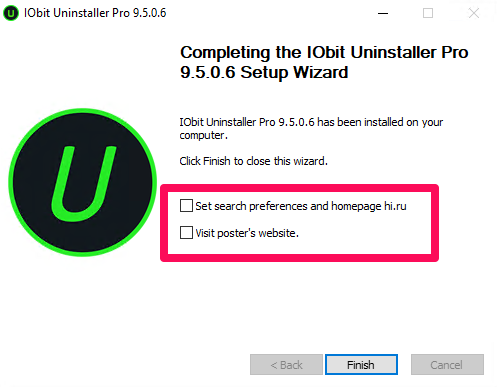 IObit Uninstaller Pro 9.5.0.6
Completing the IObit Uninstaller Pro
9.5.0.6 Setup Wizard
IObit Uninstaller Pro 9.5.0.6 has been installed on your
computer.
Click Finish to close this wizard.
U
Set search preferences and homepage hi.ru
Visit poster's website.
< Back
Finish
Cancel